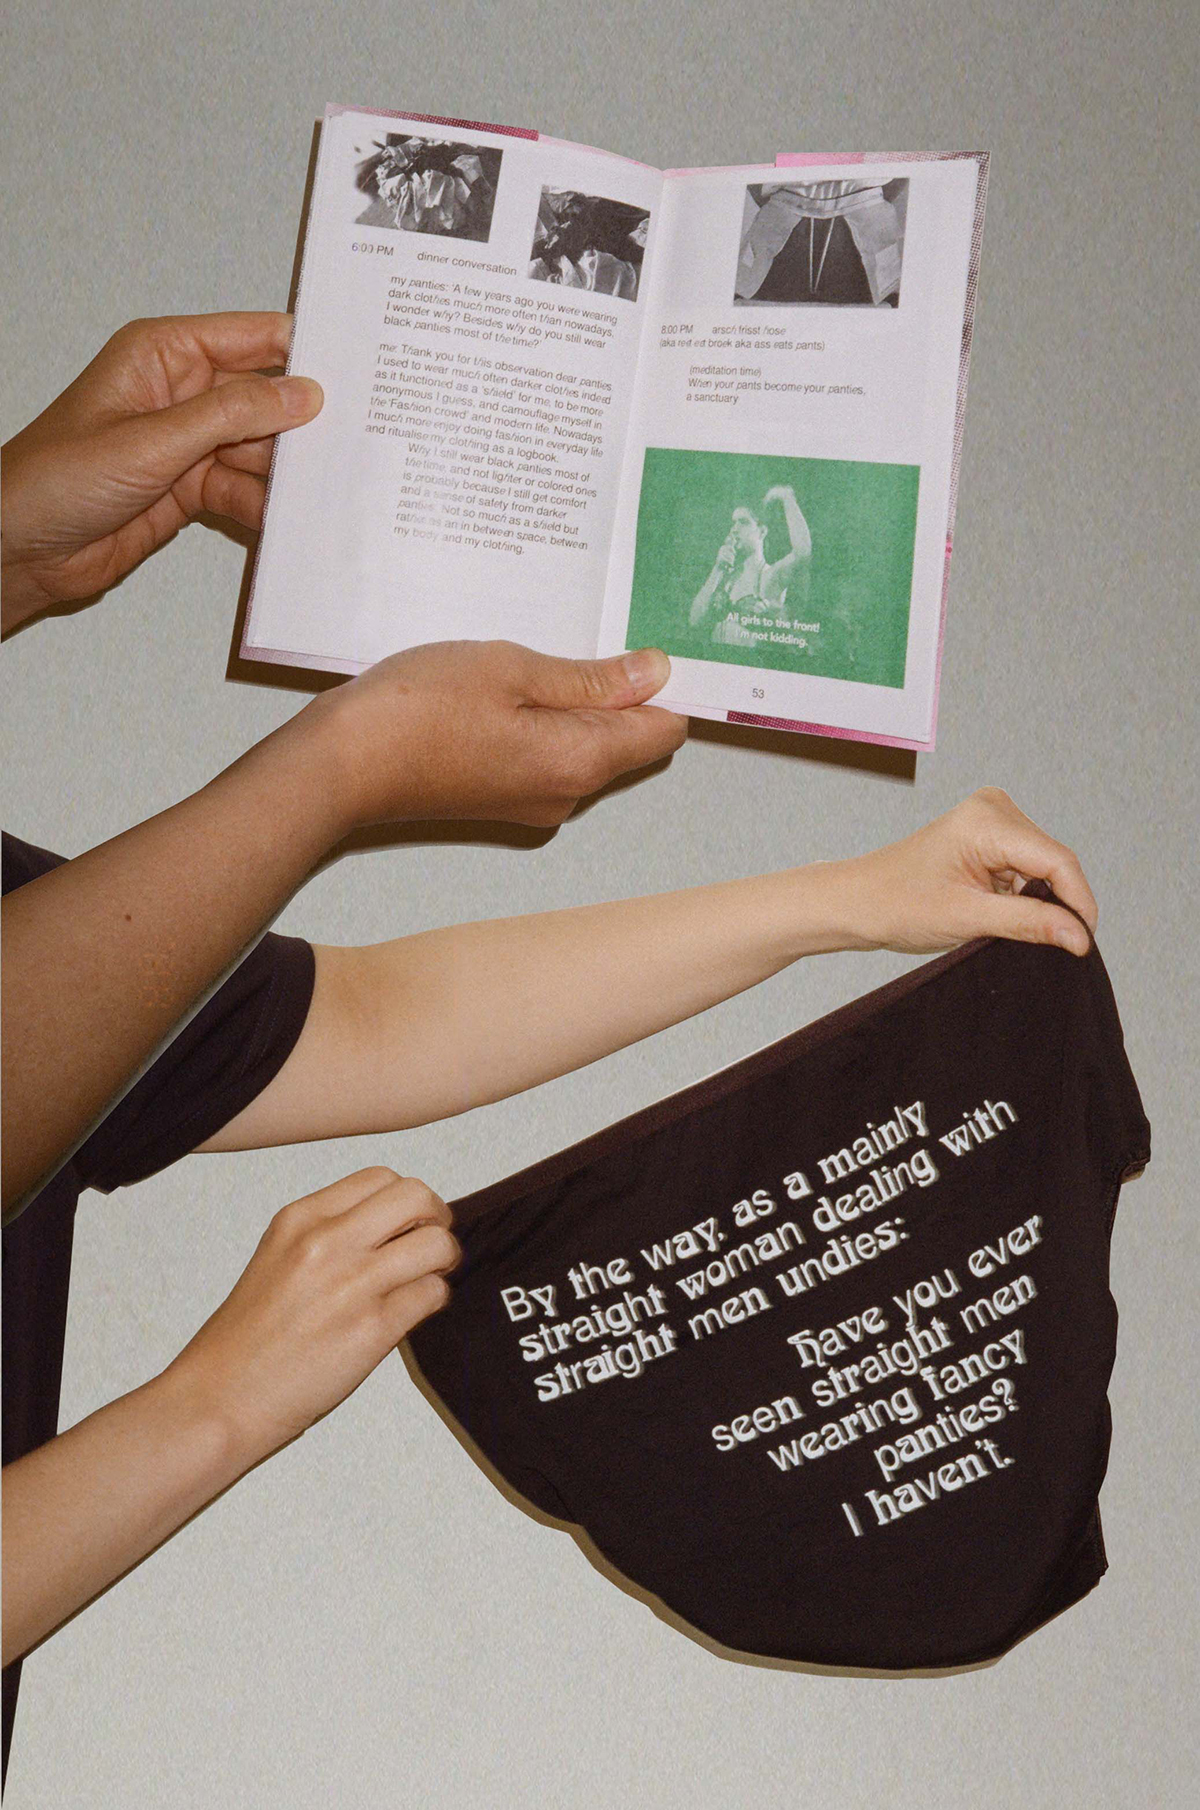 6:00 PM dinner conversation
my panties: 'A few years ago you were wearing
dark clothes much more often than nowadays,
I wonder why? Besides why do you still wear
black panties most of the time?'
me: Thank you for this observation dear panties.
I used to wear much often darker clothes indeed
as it functioned as a 'shield' for me, to be more
anonymous I guess, and camouflage myself in
the 'Fashion crowd' and modern life. Nowadays
I much more enjoy doing fashion in everyday life
and ritualise my clothing as a logbook.
Why I still wear black panties most of
the time, and not lighter or colored ones
is probably because I still get comfort
and a sense of safety from darker
panties. Not so much as a shield but
rather as an in between space, between
my body and my clothing.
8:00 PM arsch frisst hose
(aka reet eet broek aka ass eats pants)
(meditation time)
When your pants become your panties,
a sanctuary
All girls to the front!
I'm not kidding.
53
By the way, as a mainly
straight woman dealing with
straight men undies:
have you ever
seen straight men
wearing fancy
panties?
I haven't.